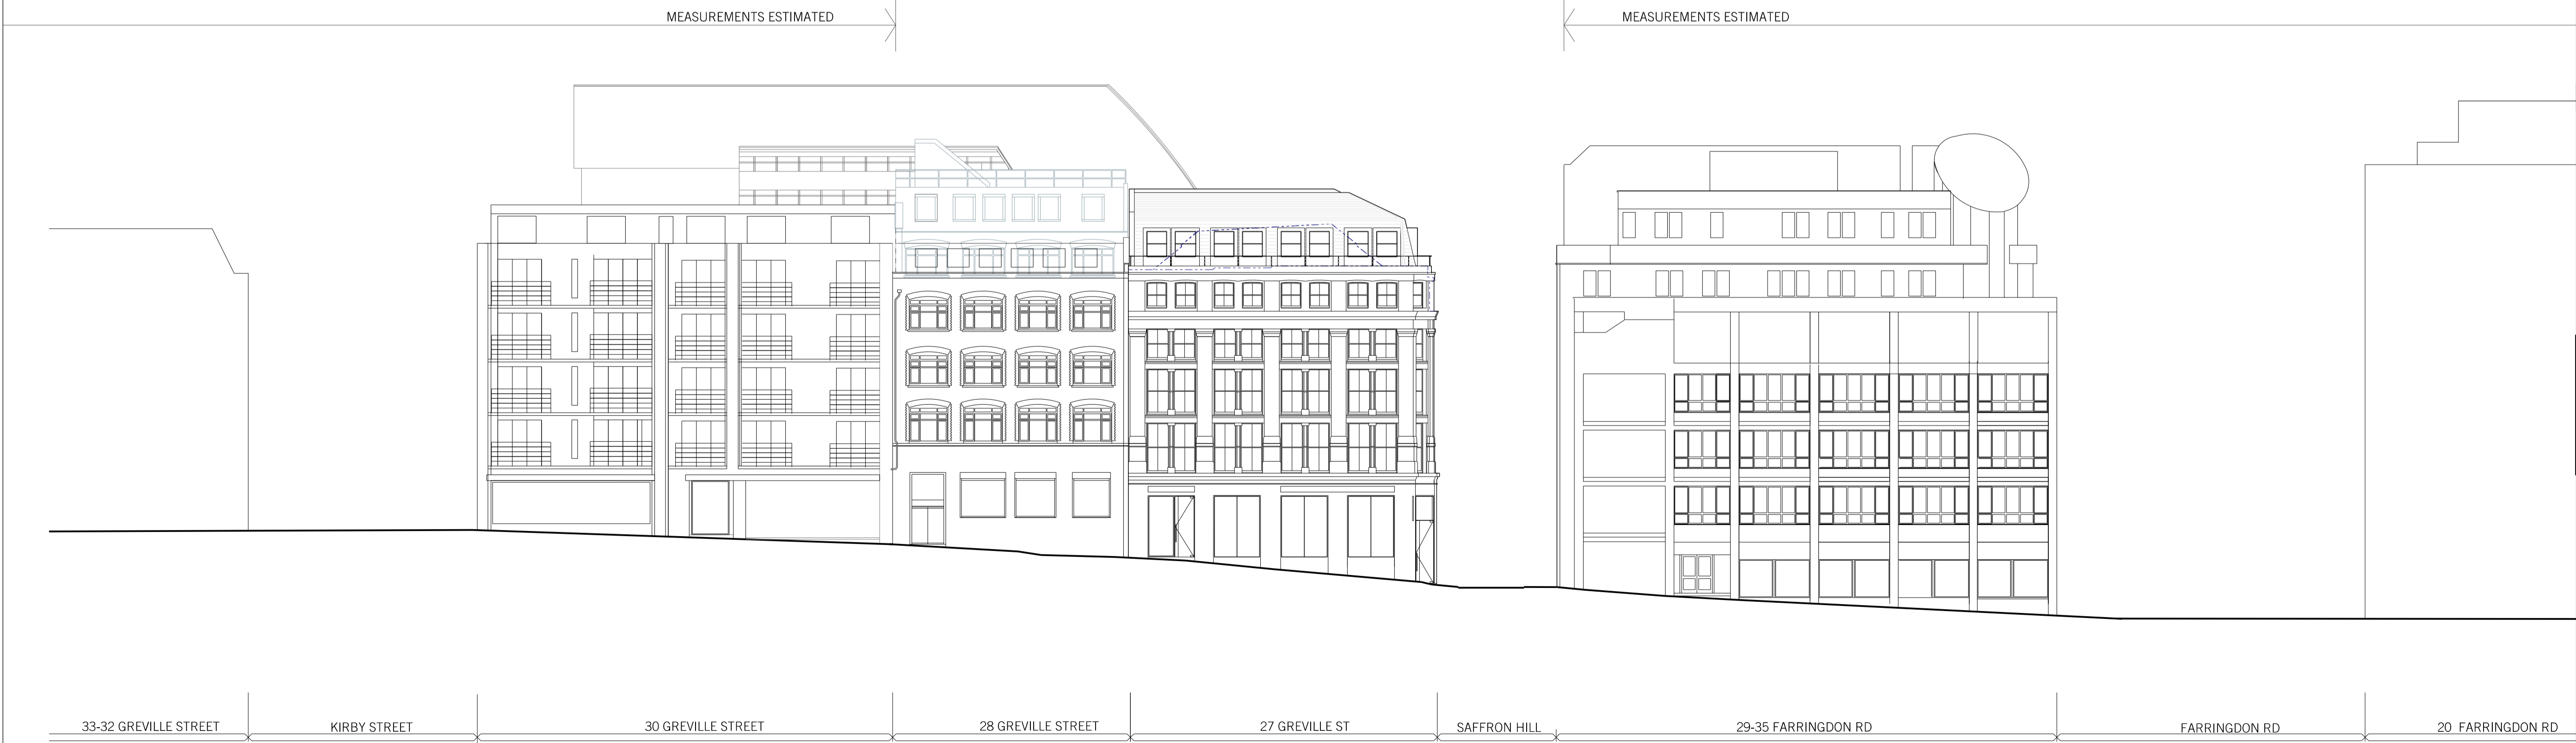 MEASUREMENTS ESTIMATED
MEASUREMENTS ESTIMATED
33-32 GREVILLE STREET
KIRBY STREET
30 GREVILLE STREET
28 GREVILLE STREET
27 GREVILLE ST
SAFFRON HILL
29-35 FARRINGDON RD
FARRINGDON RD
20 FARRINGDON RD